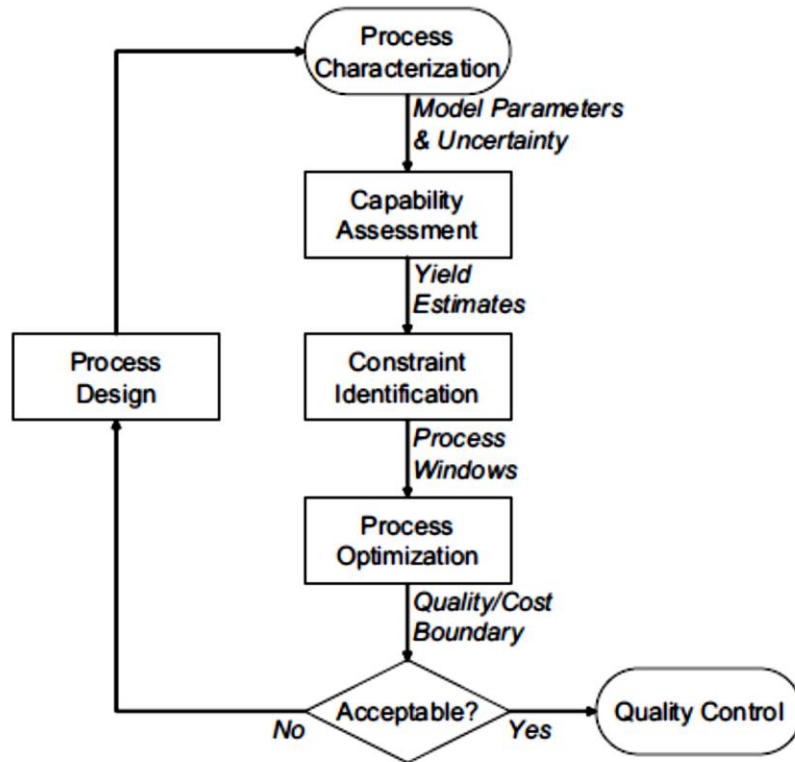 Process
Characterization
Model Parameters
& Uncertainty
Capability
Assessment
Yield
Estimates
Process
Design
Constraint
Identification
Process
Windows
Process
Optimization
Quality/Cost
Boundary
Acceptable?
No
Yes
Quality Control